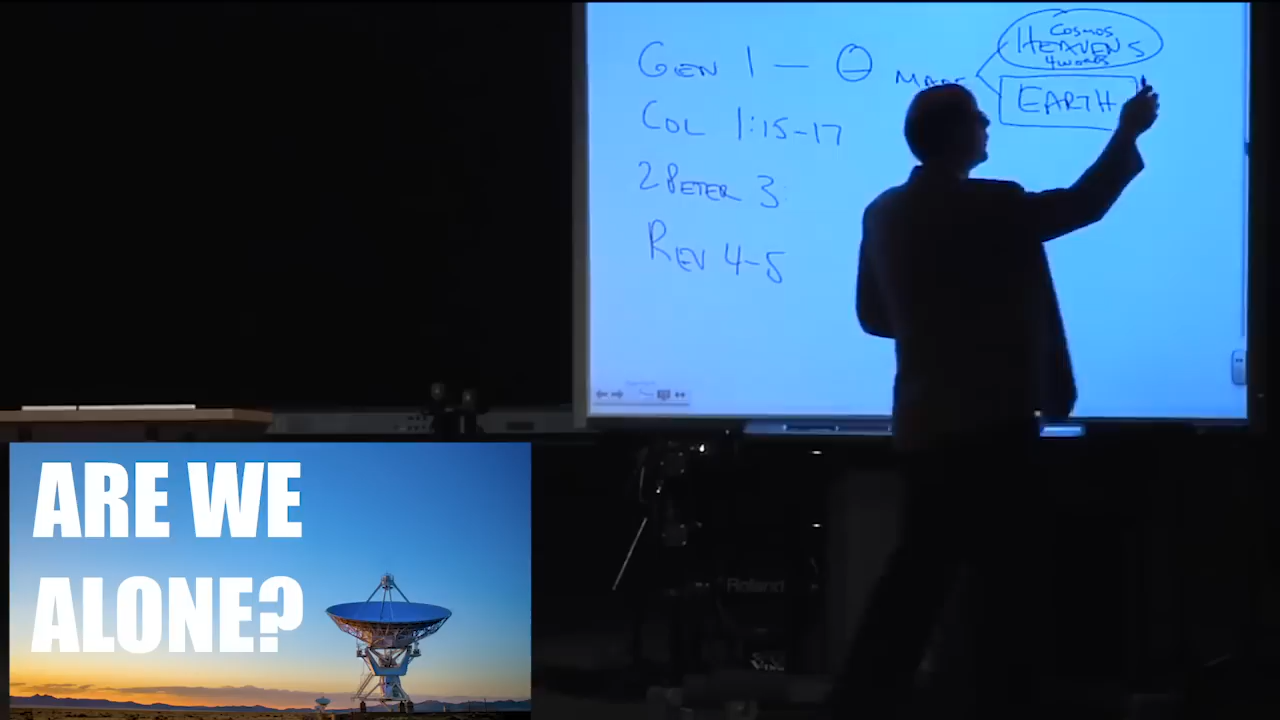 GEN 1 — Θ
COSMOS
HEAVENS
4 WORDS
EARTH
COL 1:15-17
2 PETER 3:
REV 4-5
ARE WE
ALONE?
Roland